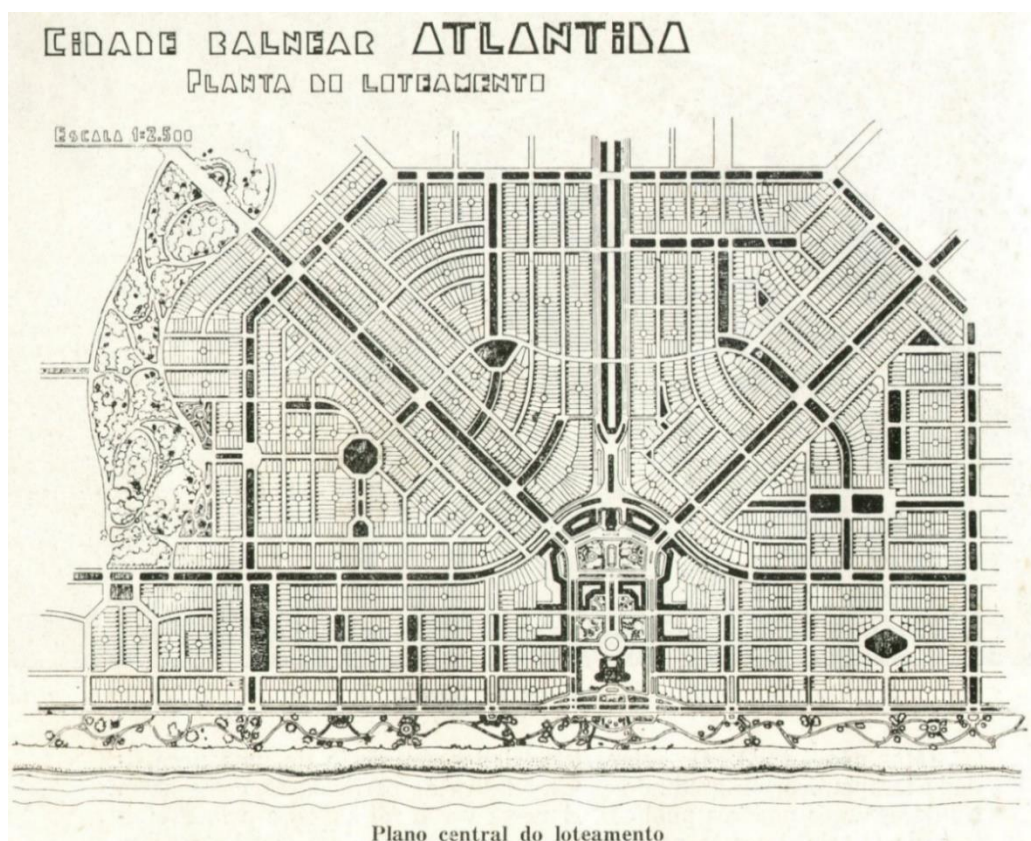 CIDADE BALNEAR ATLANTIDA
PLANTA DO LOTEAMENTO
ESCALA 1:2.500
Plano central do loteamento